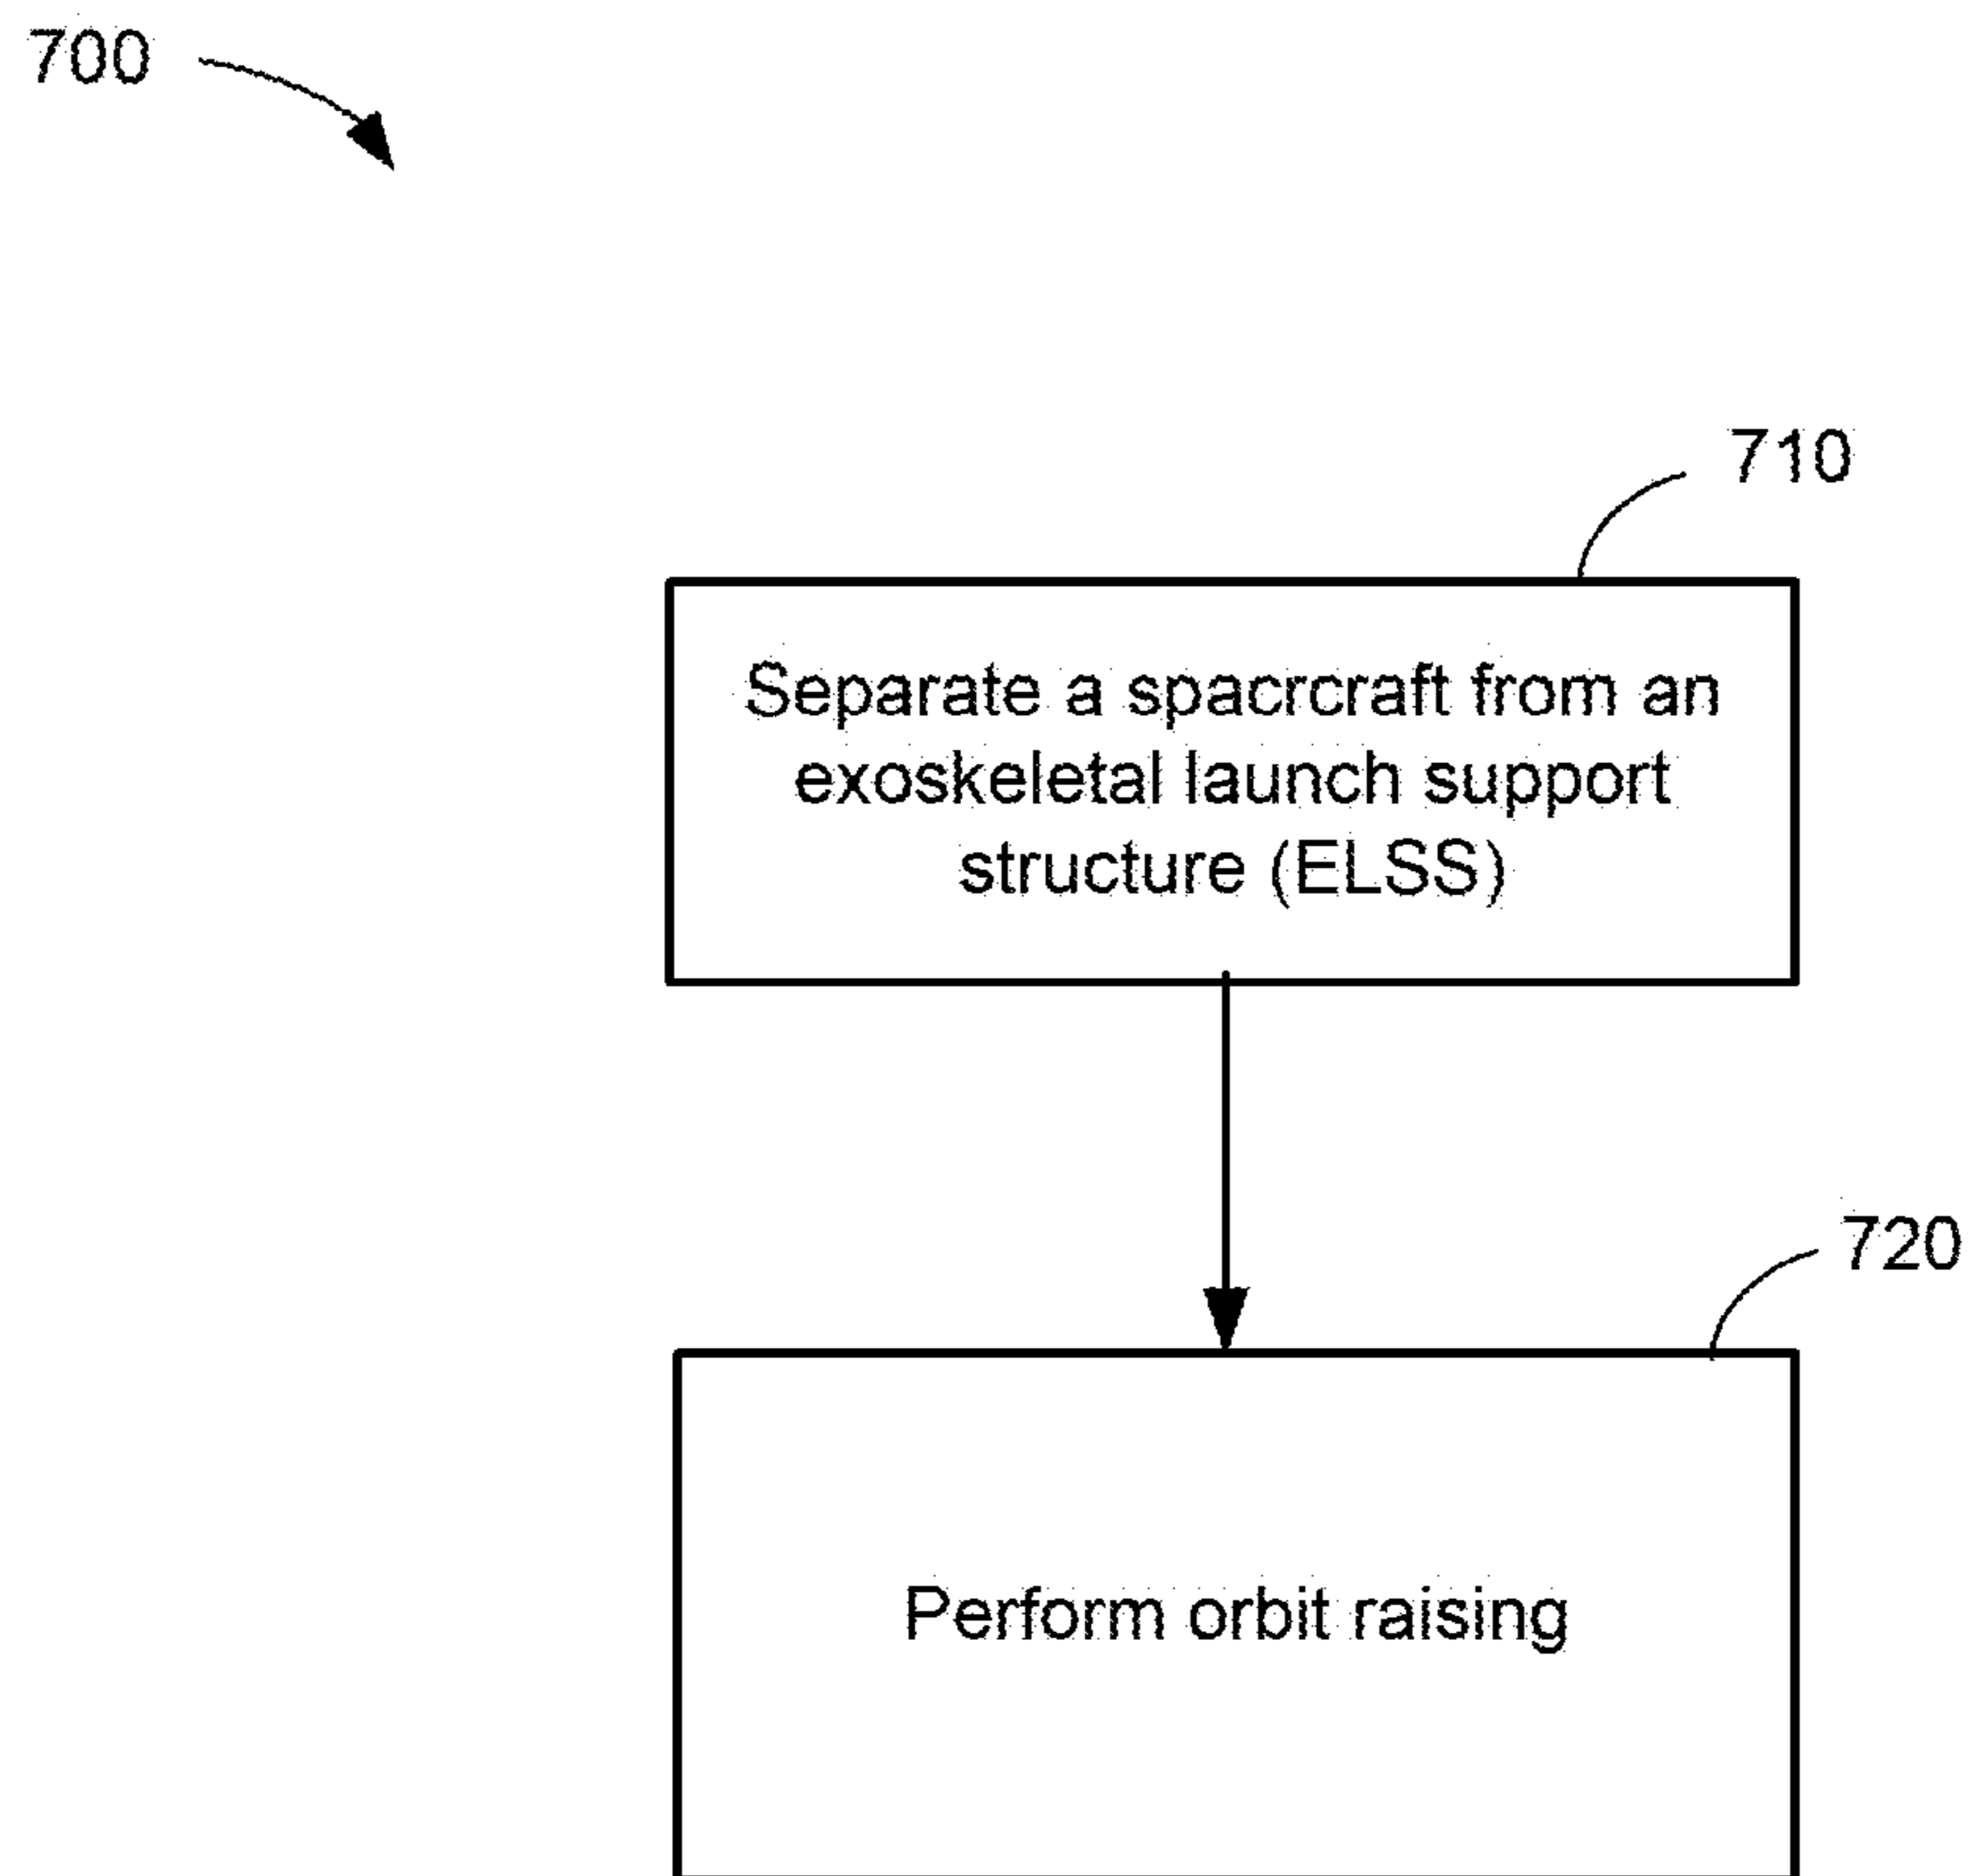 700
710
Separate a spacrcraft from an
exoskeletal launch support
structure (ELSS)
720
Perform orbit raising